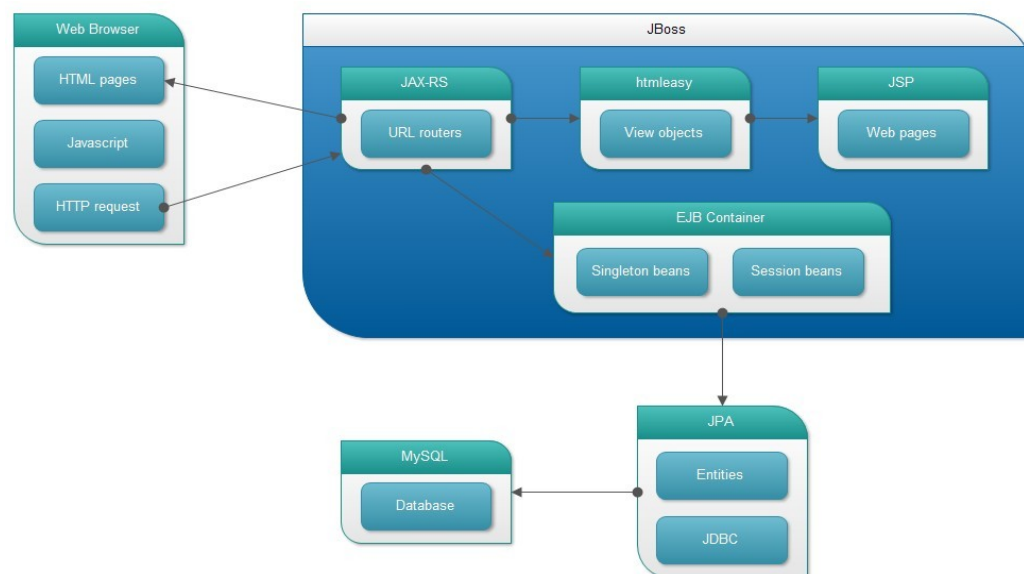 Web Browser
HTML pages
Javascript
HTTP request
JBoss
JAX-RS
URL routers
htmleasy
View objects
JSP
Web pages
EJB Container
Singleton beans
Session beans
JPA
Entities
JDBC
MySQL
Database